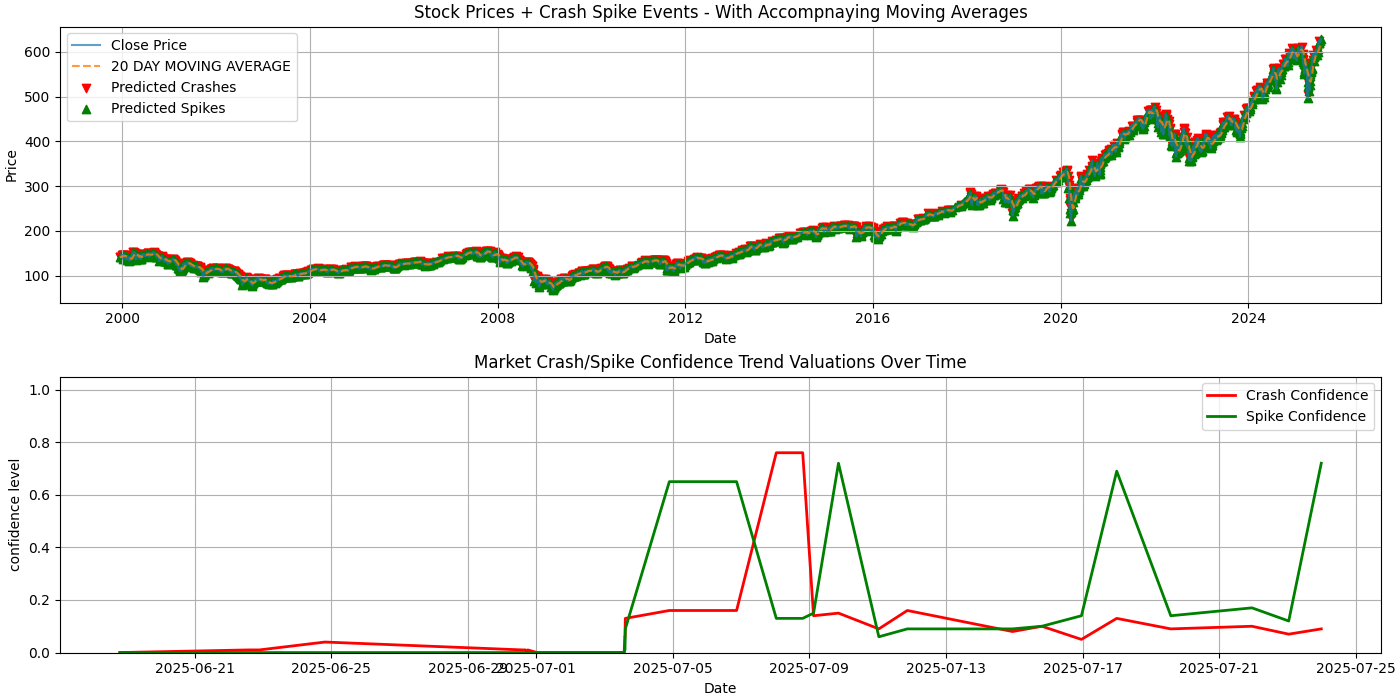 Stock Prices + Crash Spike Events - With Accompnaying Moving Averages
Close Price
20 DAY MOVING AVERAGE
Predicted Crashes
Predicted Spikes
Price
600
500
400
300
200
100
2000
2004
2008
2012
2016
2020
2024
Date
Market Crash/Spike Confidence Trend Valuations Over Time
Crash Confidence
Spike Confidence
confidence level
1.0
0.8
0.6
0.4
0.2
0.0
2025-06-21
2025-06-25
2025-06-29
2025-07-01
2025-07-05
2025-07-09
2025-07-13
2025-07-17
2025-07-21
2025-07-25
Date